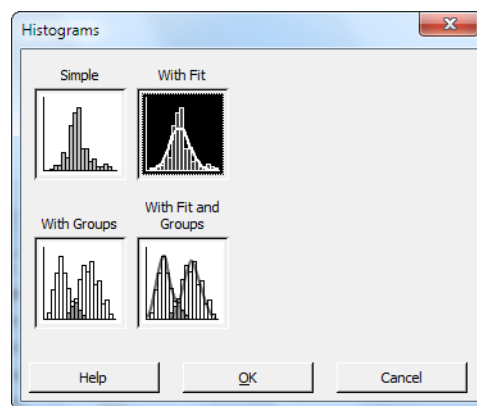 Histograms
Simple
With Fit
With Groups
With Fit and
Groups
Help
OK
Cancel